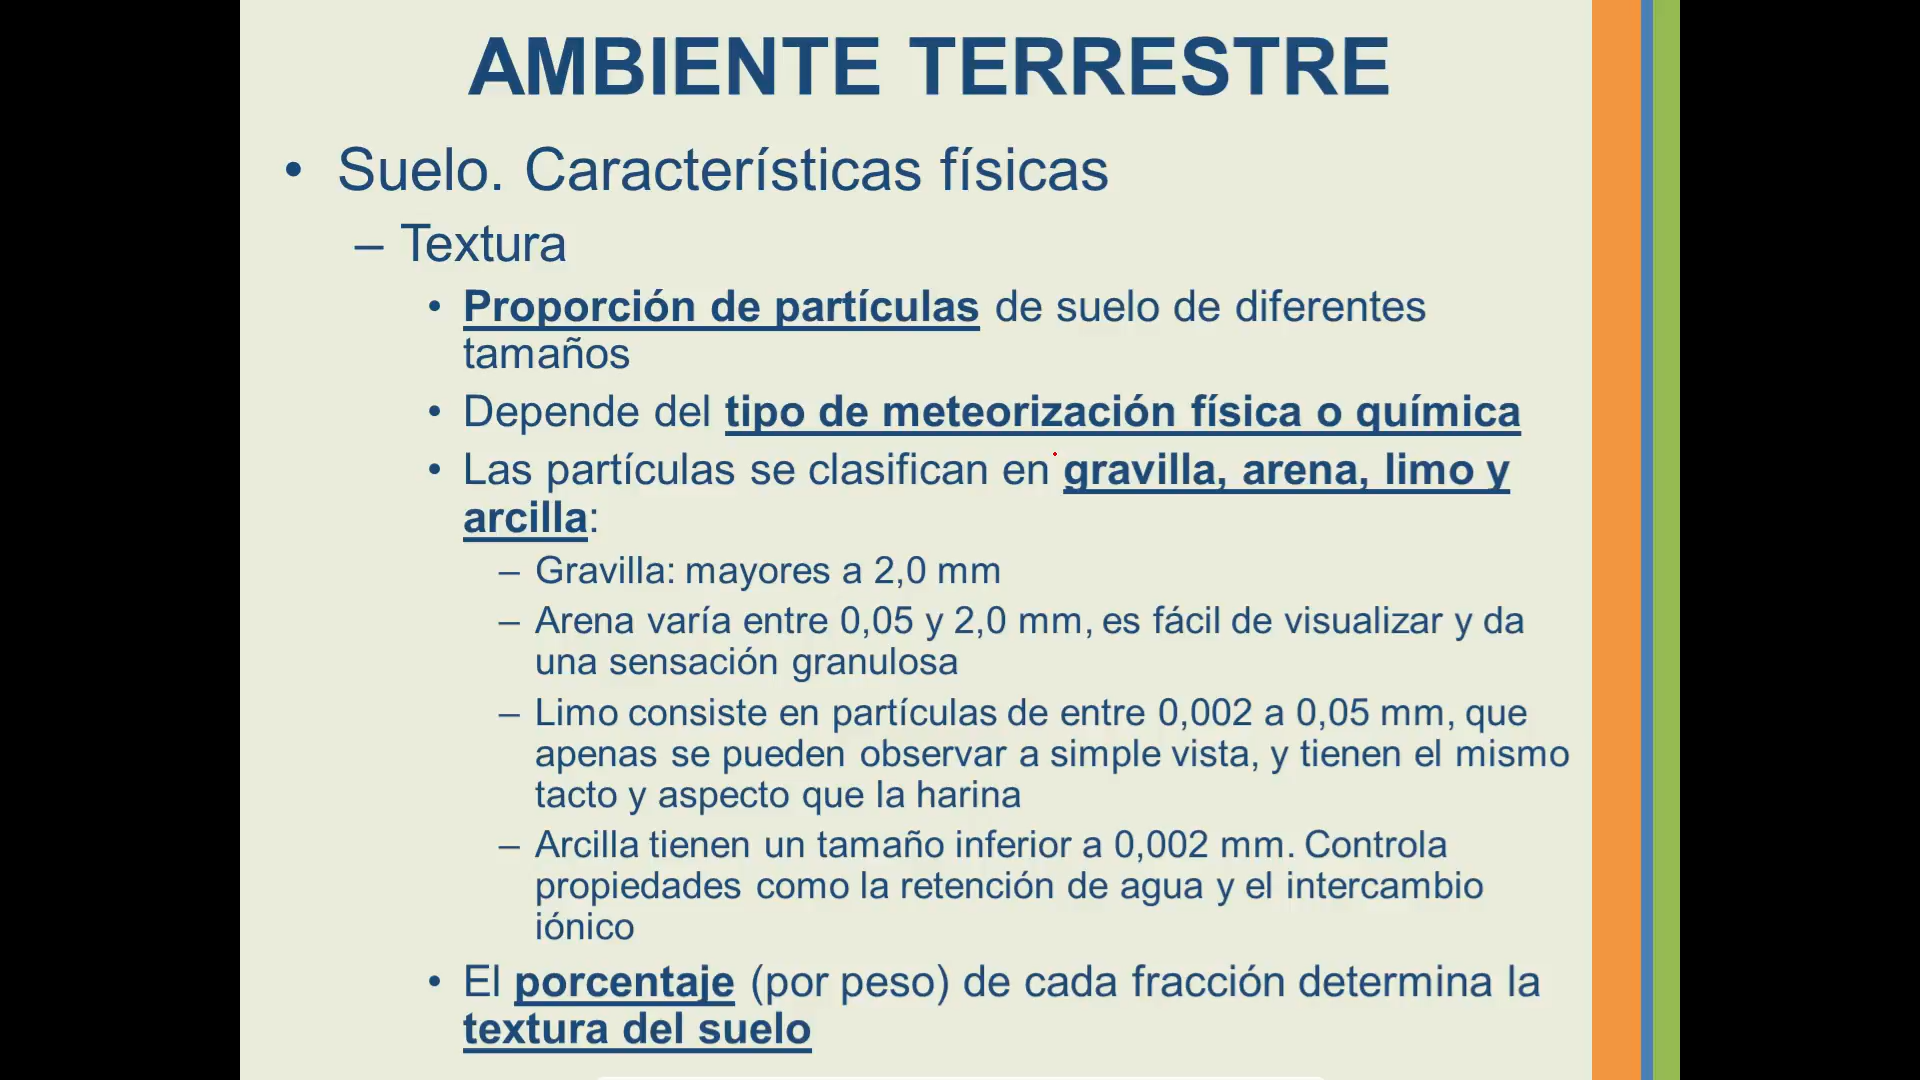 AMBIENTE TERRESTRE
• Suelo. Características físicas
– Textura
• Proporción de partículas de suelo de diferentes
tamaños
• Depende del tipo de meteorización física o química
• Las partículas se clasifican en gravilla, arena, limo y
arcilla:
– Gravilla: mayores a 2,0 mm
– Arena varía entre 0,05 y 2,0 mm, es fácil de visualizar y da
una sensación granulosa
– Limo consiste en partículas de entre 0,002 a 0,05 mm, que
apenas se pueden observar a simple vista, y tienen el mismo
tacto y aspecto que la harina
– Arcilla tienen un tamaño inferior a 0,002 mm. Controla
propiedades como la retención de agua y el intercambio
iónico
• El porcentaje (por peso) de cada fracción determina la
textura del suelo